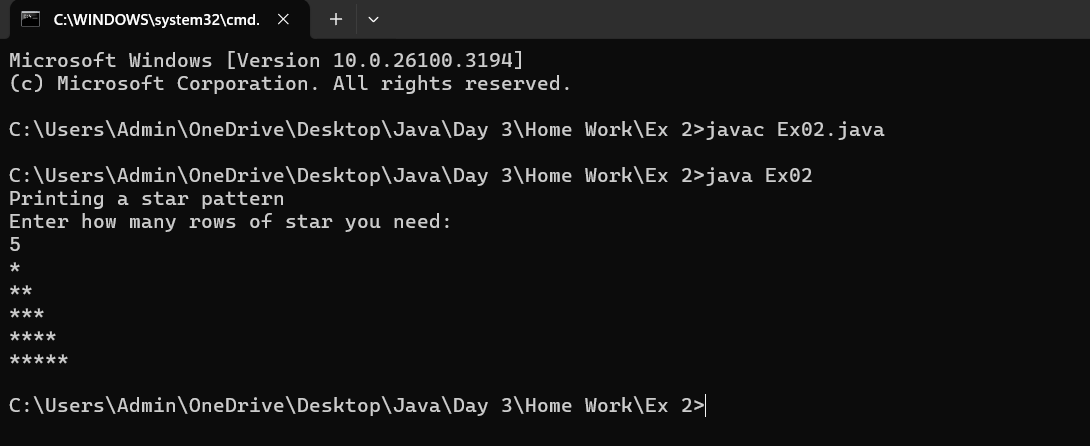 C:\WINDOWS\system32\cmd.
Microsoft Windows [Version 10.0.26100.3194]
(c) Microsoft Corporation. All rights reserved.
C:\Users\Admin\OneDrive\Desktop\Java\Day 3\Home Work\Ex 2>javac Ex02.java
C:\Users\Admin\OneDrive\Desktop\Java\Day 3\Home Work\Ex 2>java Ex02
Printing a star pattern
Enter how many rows of star you need:
5
*
**
***
****
*****
C:\Users\Admin\OneDrive\Desktop\Java\Day 3\Home Work\Ex 2>